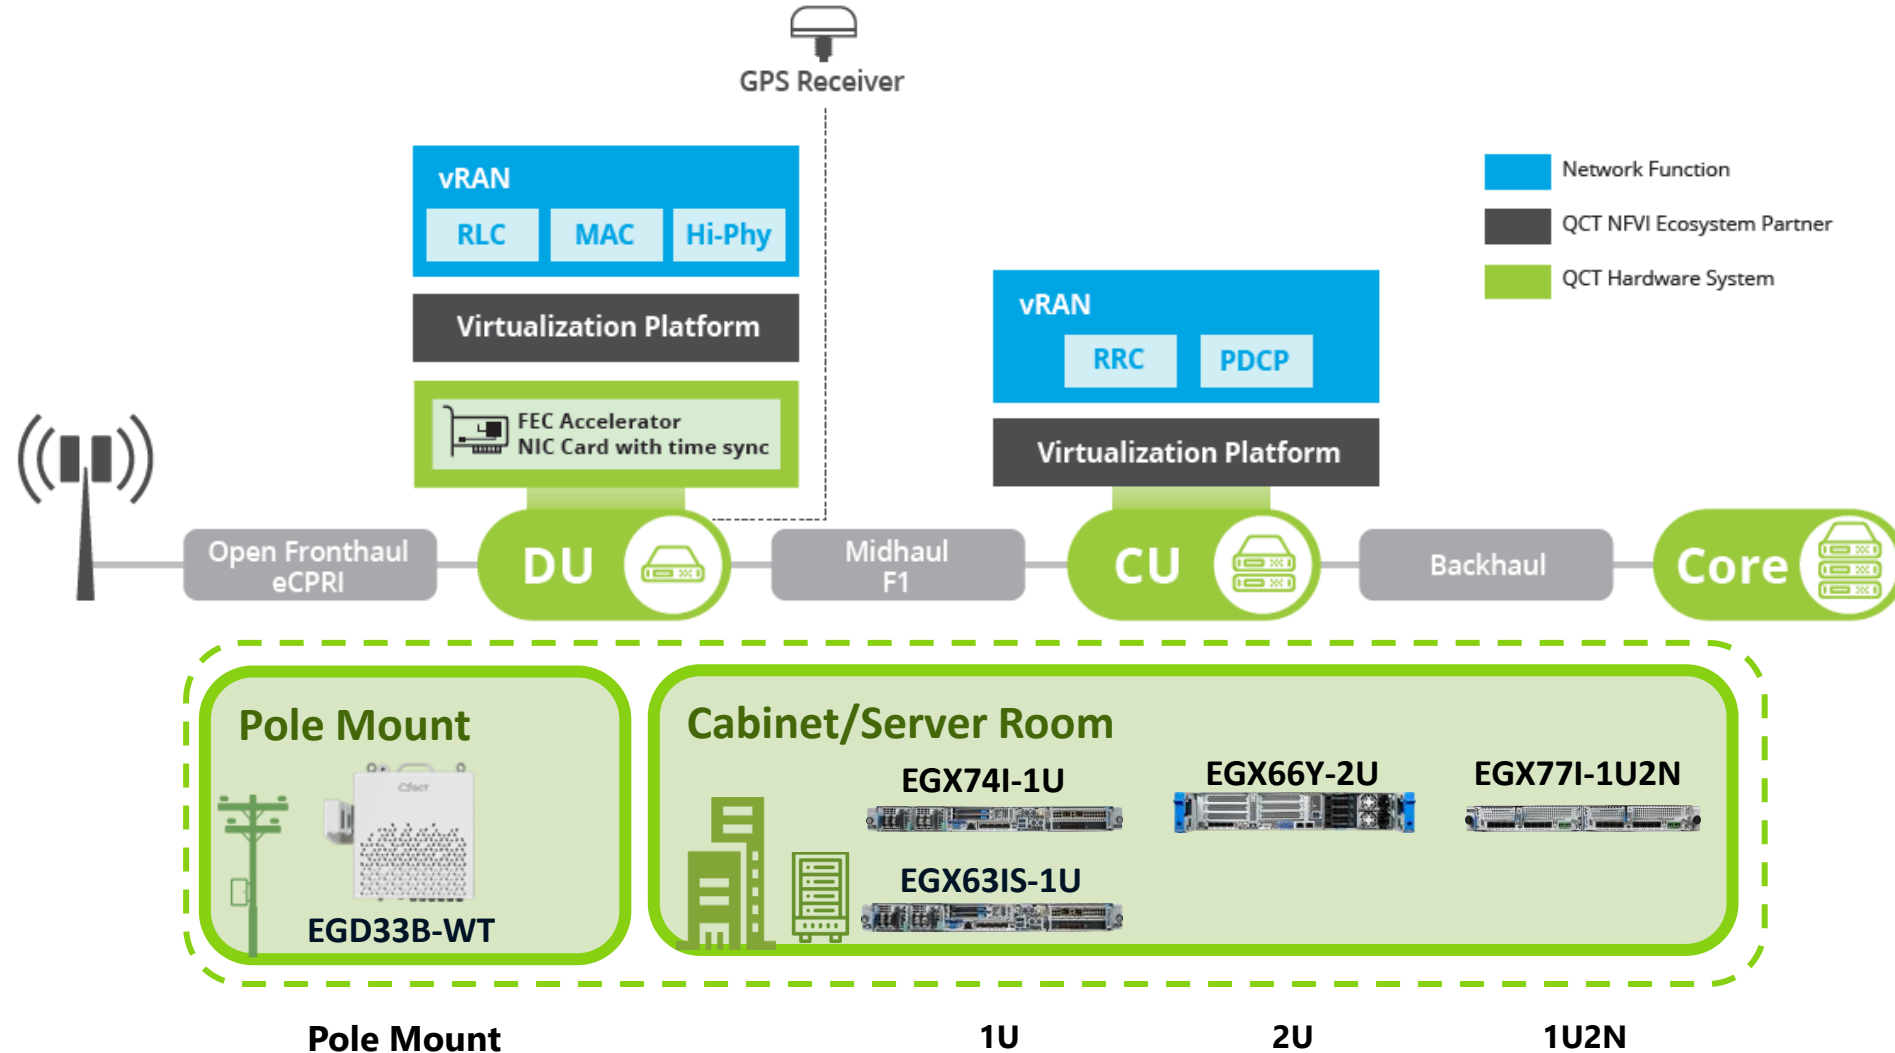 GPS Receiver
vRAN
RLC
MAC
Hi-Phy
Virtualization Platform
FEC Accelerator
NIC Card with time sync
Network Function
QCT NFVI Ecosystem Partner
QCT Hardware System
vRAN
RRC
PDCP
Virtualization Platform
Open Fronthaul
eCPRI
DU
Midhaul
F1
CU
Backhaul
Core
Pole Mount
QCT
EGD33B-WT
Cabinet/Server Room
EGX74I-1U
EGX66Y-2U
EGX77I-1U2N
EGX63IS-1U
Pole Mount
1U
2U
1U2N